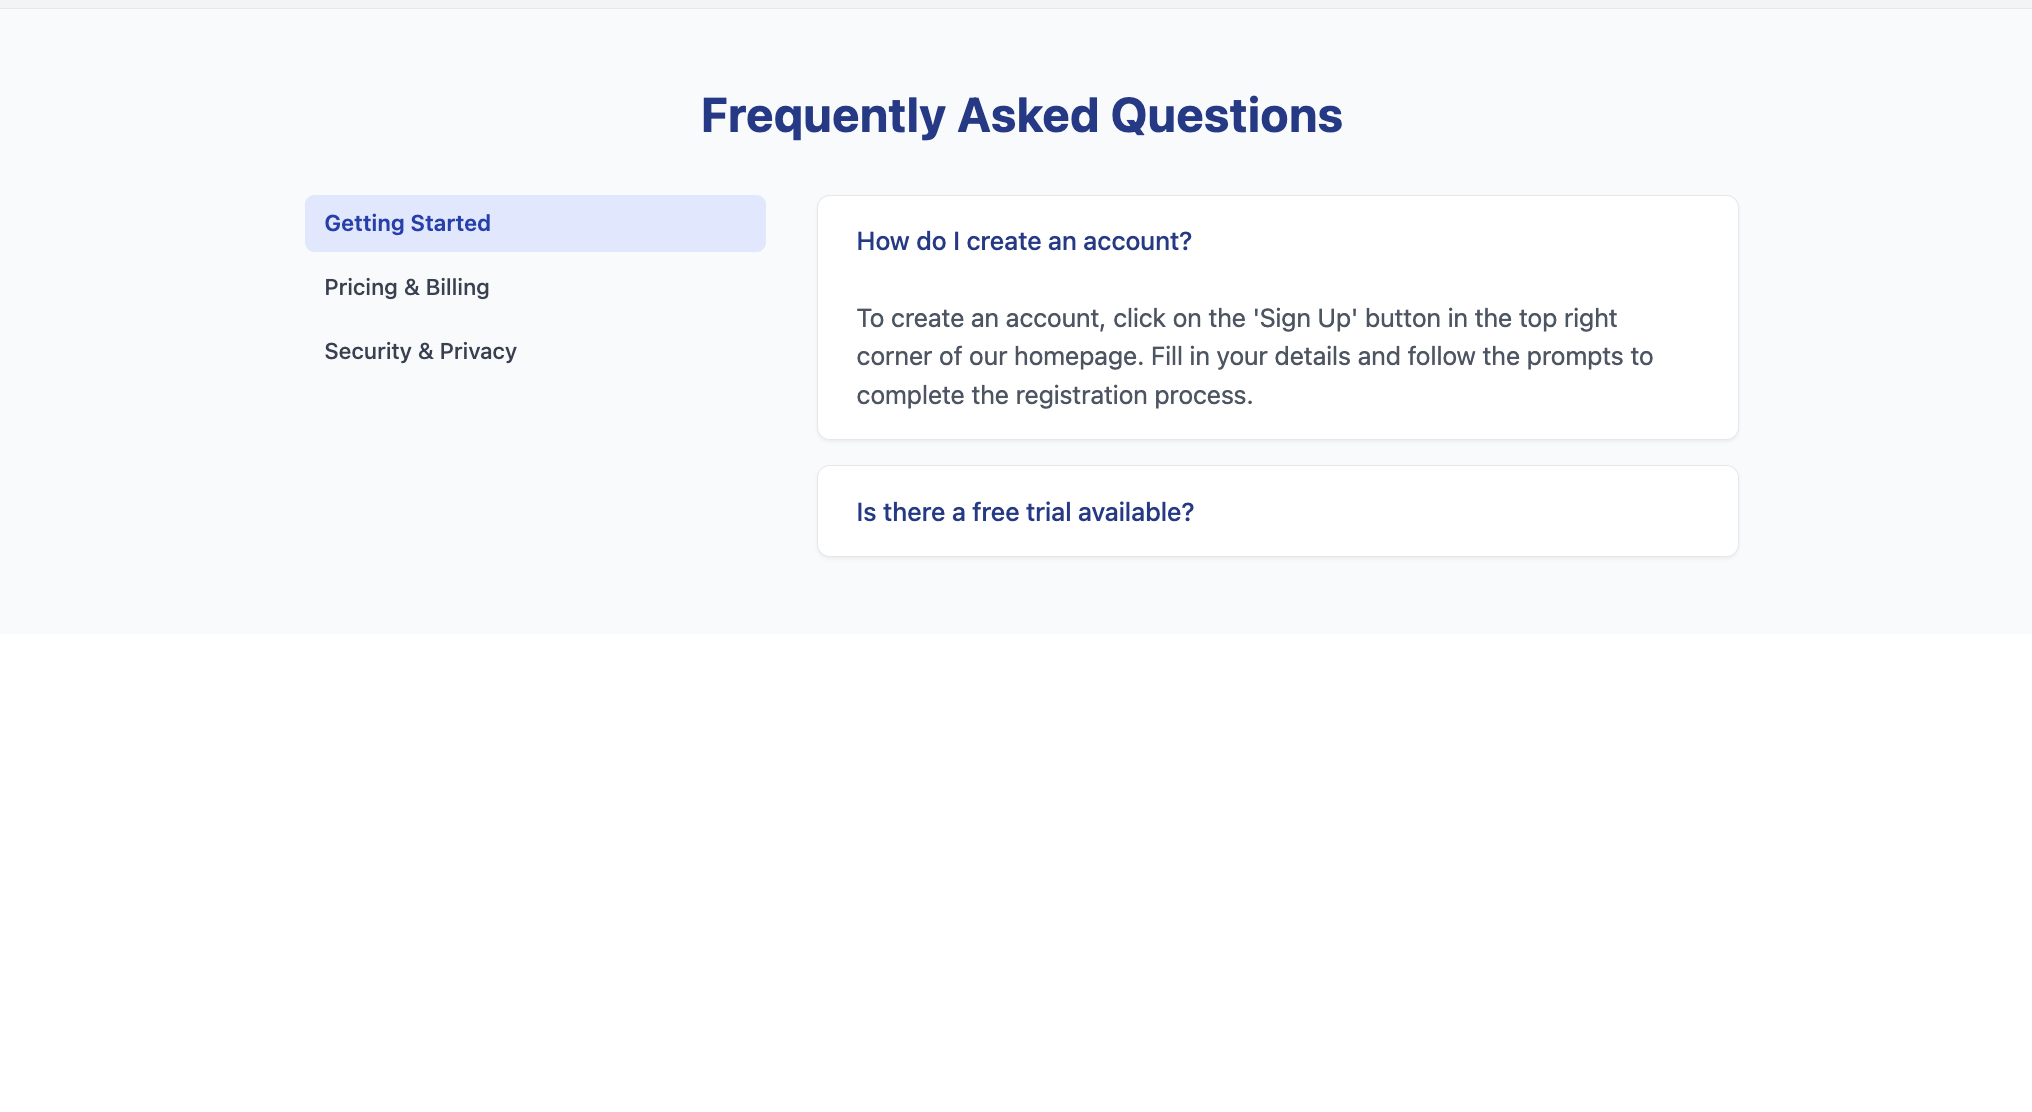 Frequently Asked Questions
Getting Started
Pricing & Billing
Security & Privacy
How do I create an account?
To create an account, click on the 'Sign Up' button in the top right
corner of our homepage. Fill in your details and follow the prompts to
complete the registration process.
Is there a free trial available?